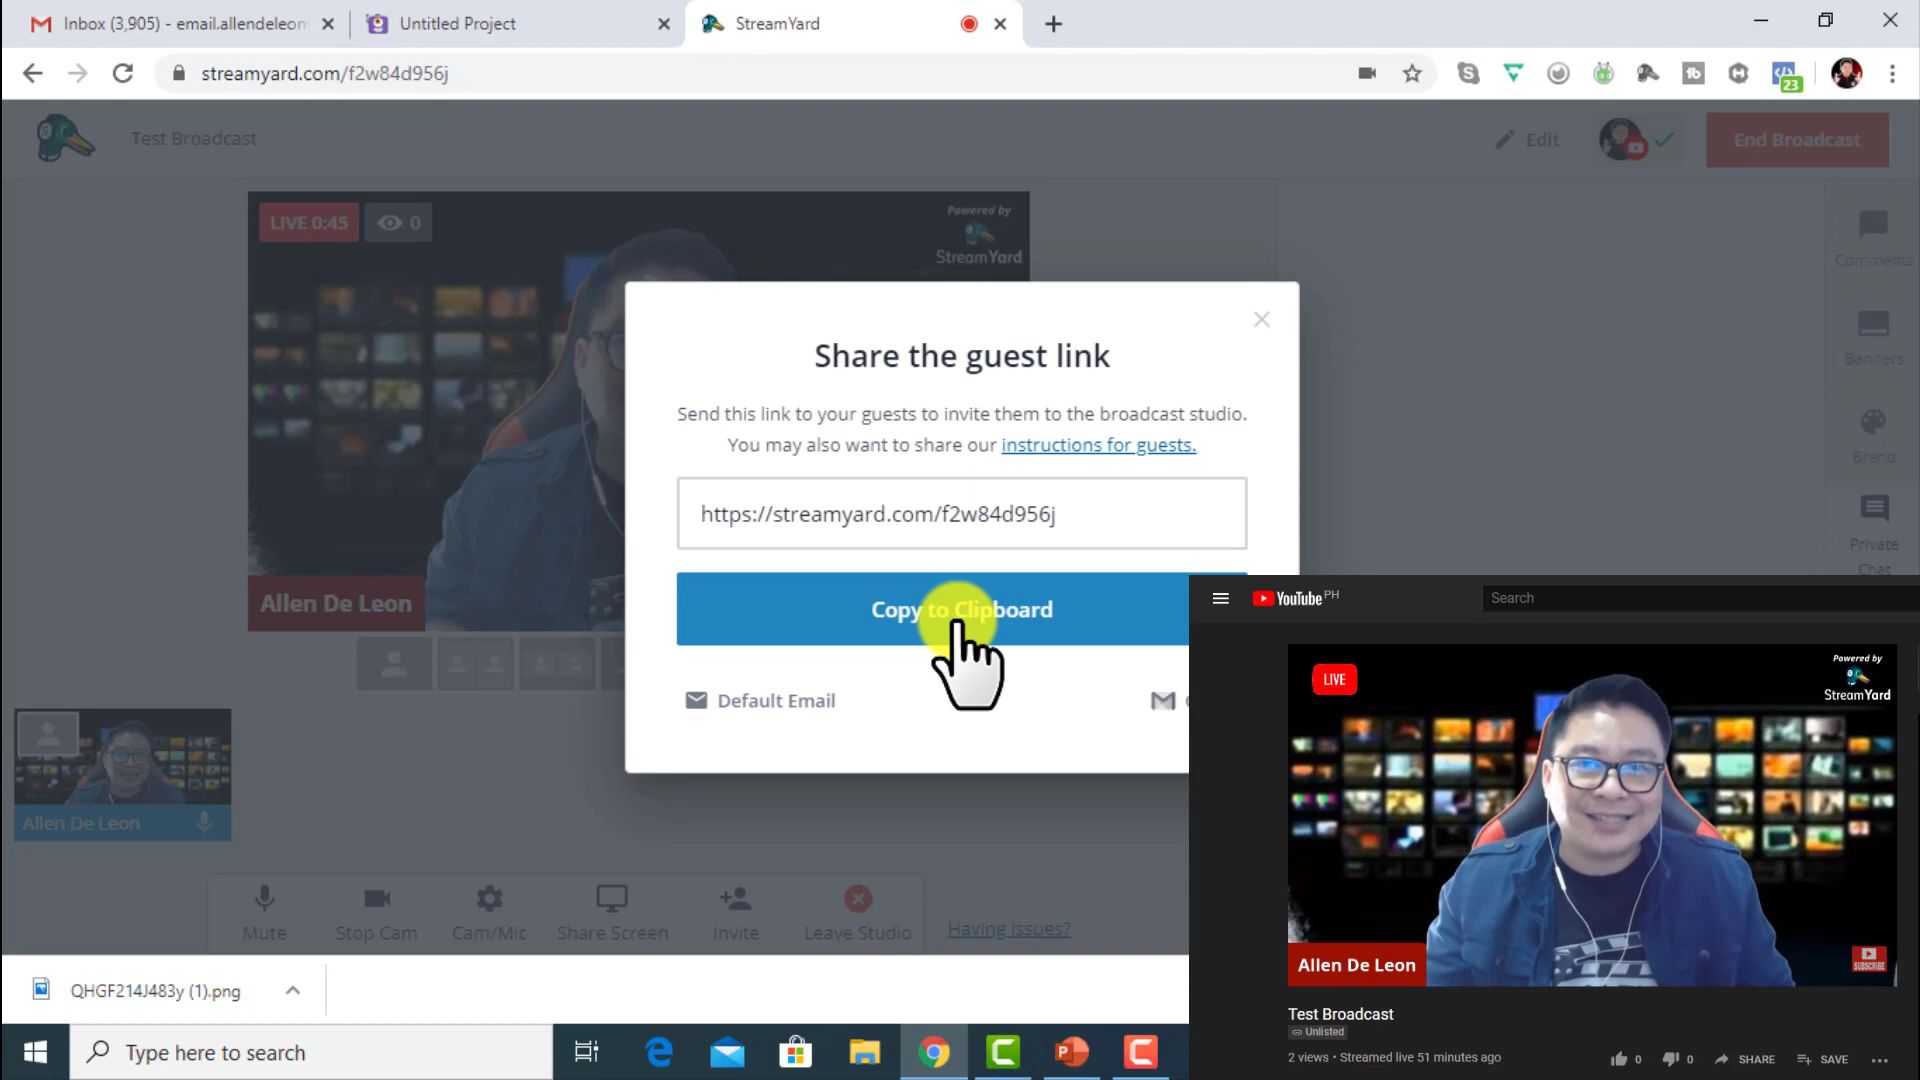 Inbox (3,905) - email.allendeleon
Untitled Project
StreamYard
streamyard.com/f2w84d956j
23
Test Broadcast
Edit
End Broadcast
LIVE 0:45
0
Powered by
StreamYard
Comments
Banners
Brand
Private
Chat
Share the guest link
Send this link to your guests to invite them to the broadcast studio.
You may also want to share our instructions for guests.
https://streamyard.com/f2w84d956j
Copy to Clipboard
Default Email
Allen De Leon
Allen De Leon
Mute
Stop Cam
Cam/Mic
Share Screen
Invite
Leave Studio
Having issues?
QHGF214J483y (1).png
Type here to search
YouTube PH
Search
LIVE
Powered by
StreamYard
Allen De Leon
SUBSCRIBE
Test Broadcast
Unlisted
2 views • Streamed live 51 minutes ago
0
0
SHARE
SAVE